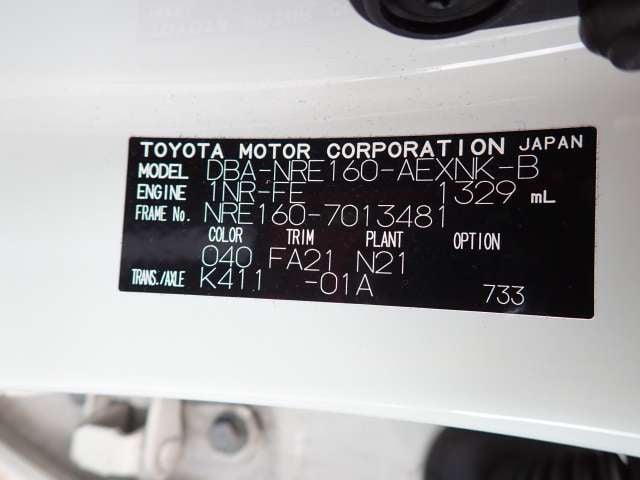 TOYOTA MOTOR CORPORATION JAPAN
MODEL DBA-NRE160-AEXNK-B
ENGINE 1NR-FE 1329 mL
FRAME No. NRE160-7013481
COLOR TRIM PLANT OPTION
040 FA21 N21
TRANS./AXLE K411 -01A 733